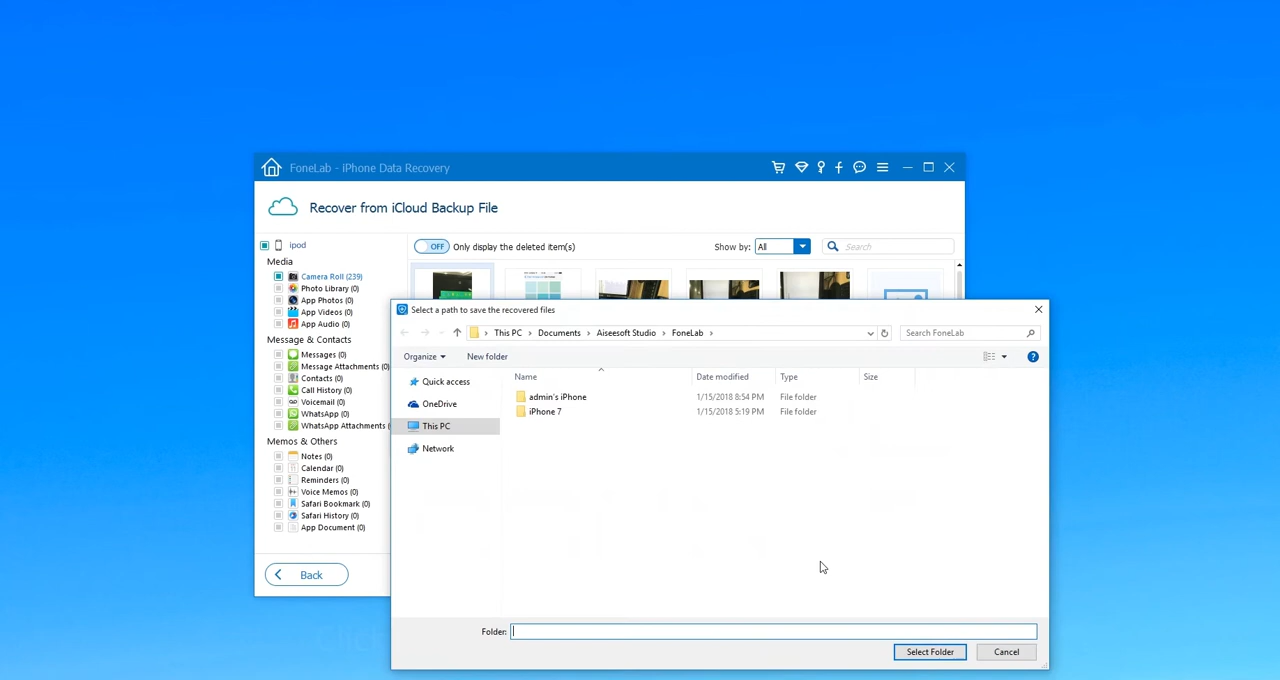 FoneLab - iPhone Data Recovery
Recover from iCloud Backup File
ipod
OFF Only display the deleted item(s) Show by: All Search
Media
Camera Roll (239)
Photo Library (0)
App Photos (0)
App Videos (0)
App Audio (0)
Message & Contacts
Messages (0)
Message Attachments (0)
Contacts (0)
Call History (0)
Voicemail (0)
WhatsApp (0)
WhatsApp Attachments
Memos & Others
Notes (0)
Calendar (0)
Reminders (0)
Voice Memos (0)
Safari Bookmark (0)
Safari History (0)
App Document (0)
Back
Select a path to save the recovered files
This PC › Documents › Aiseesoft Studio › FoneLab › Search FoneLab
Organize New folder
Quick access
OneDrive
This PC
Network
Name Date modified Type Size
admin's iPhone 1/15/2018 8:54 PM File folder
iPhone 7 1/15/2018 5:19 PM File folder
Folder:
Select Folder Cancel